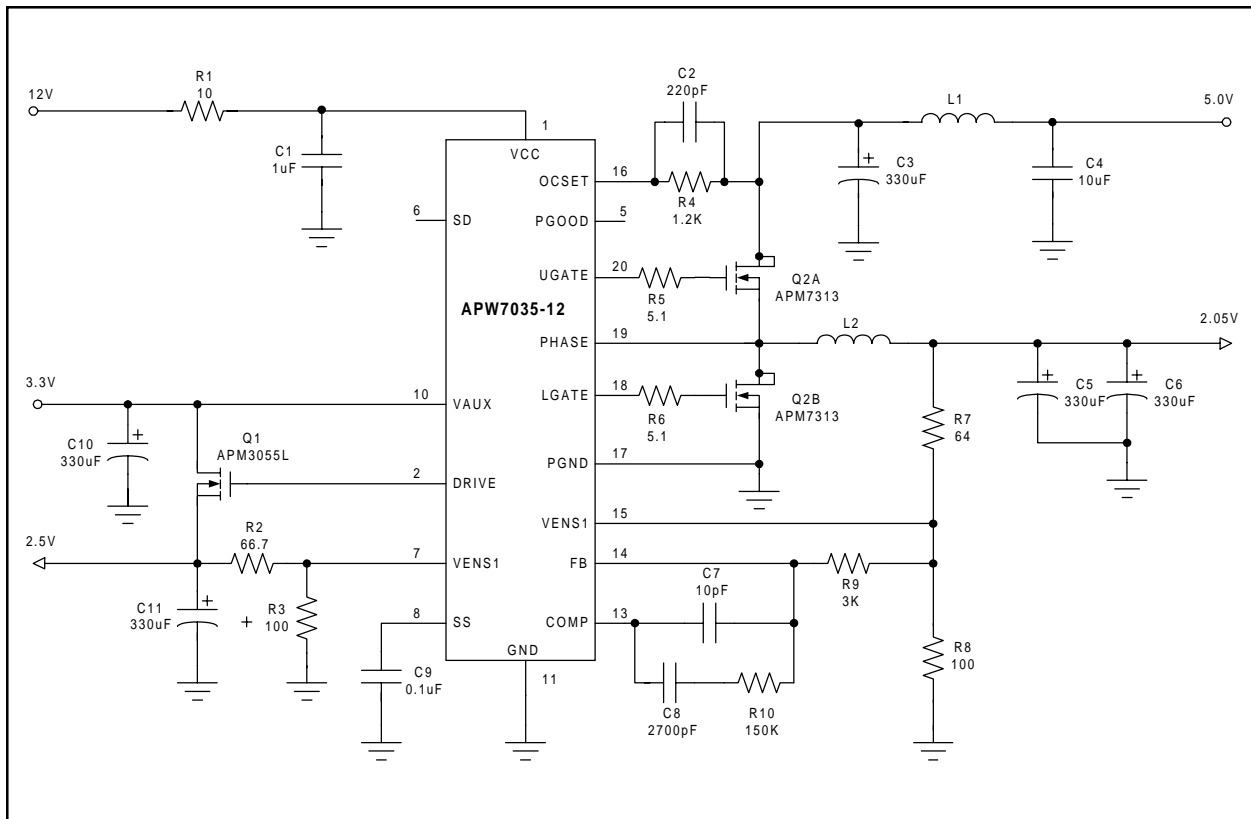 12V
R1
10
C1
1uF
1
VCC
C2
220pF
L1
5.0V
OCSET
16
R4
1.2K
+
C3
330uF
C4
10uF
6
SD
PGOOD
5
UGATE
20
R5
5.1
Q2A
APM7313
APW7035-12
PHASE
19
L2
2.05V
3.3V
10
VAUX
LGATE
18
R6
5.1
Q2B
APM7313
+
C5
330uF
+
C6
330uF
C10
330uF
+
Q1
APM3055L
R7
64
2
DRIVE
PGND
17
VENS1
15
2.5V
R2
66.7
7
VENS1
FB
14
R9
3K
C11
330uF
+
+
R3
100
8
SS
COMP
13
C7
10pF
C9
0.1uF
GND
11
C8
2700pF
R10
150K
R8
100